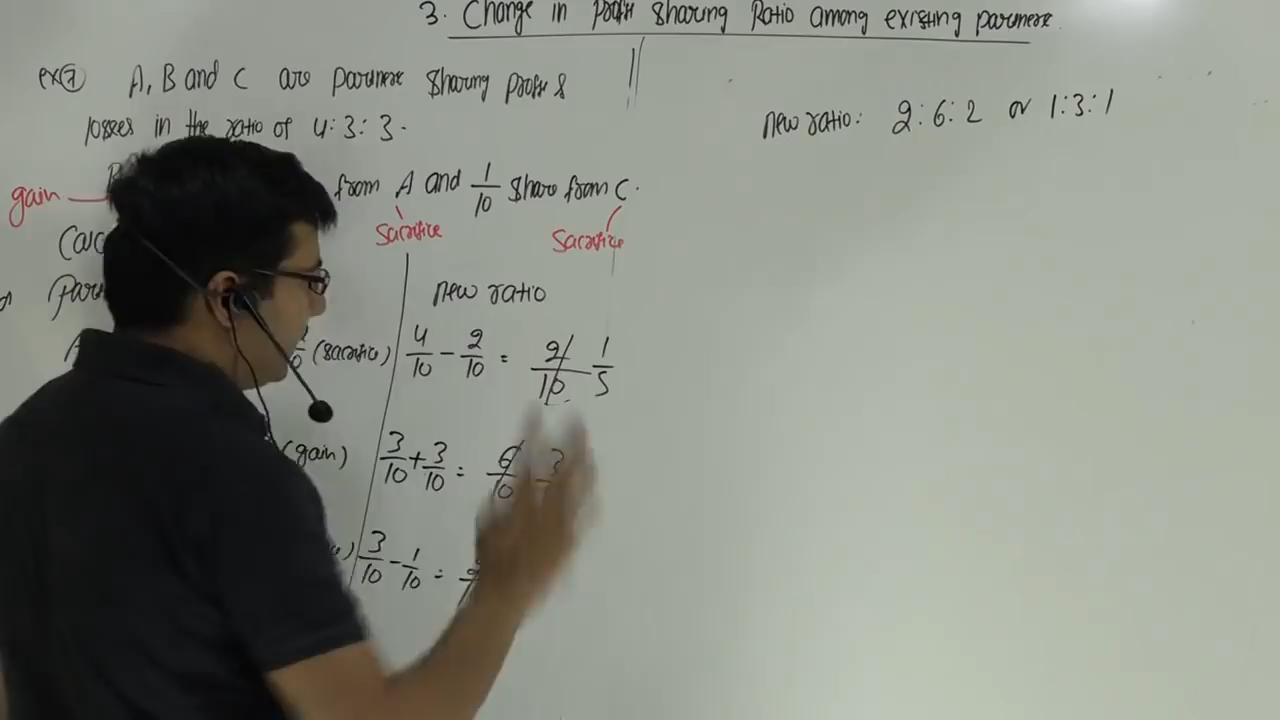 3. Change in Profit Sharing Ratio among existing partners.
ex⑦ A, B and C are partners sharing profit &
losses in the ratio of 4:3:3.
from A and 1/10 Share from C.
gain
Sacrifice Sacrifice
new ratio
(sacrifice) 4/10 - 2/10 = 2/10 1/5
(gain) 3/10 + 3/10 = 6/10 3
3/10 - 1/10 =
new ratio: 2:6:2 or 1:3:1